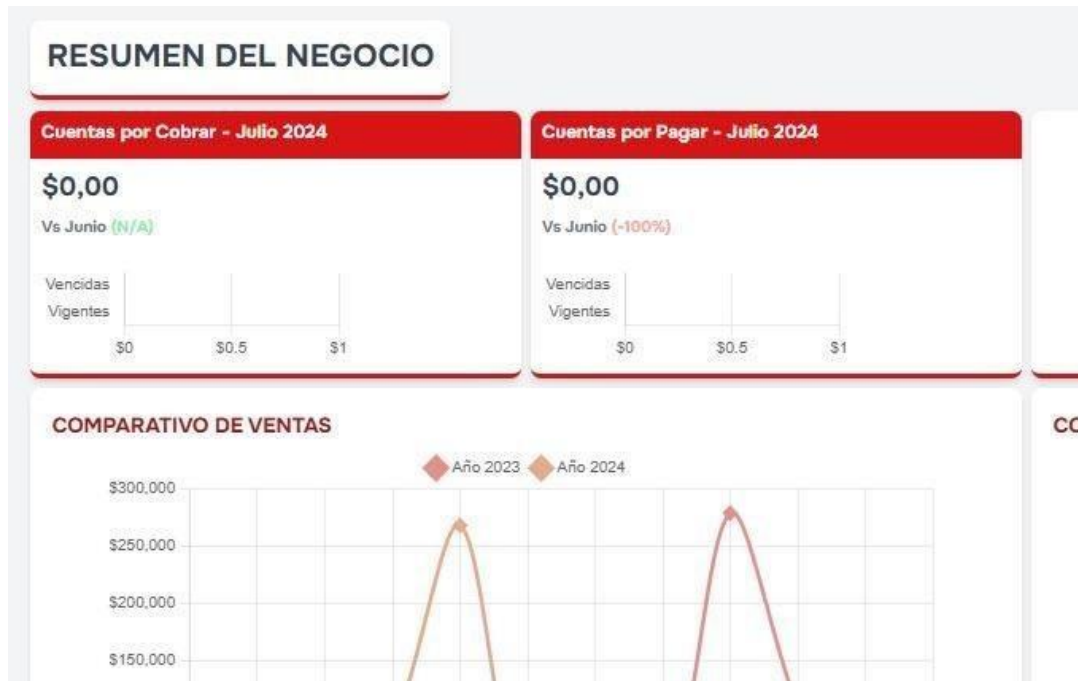 RESUMEN DEL NEGOCIO
Cuentas por Cobrar - Julio 2024
$0,00
Vs Junio (N/A)
Vencidas
Vigentes
$0 $0.5 $1
Cuentas por Pagar - Julio 2024
$0,00
Vs Junio (-100%)
Vencidas
Vigentes
$0 $0.5 $1
COMPARATIVO DE VENTAS
Año 2023 Año 2024
$300,000
$250,000
$200,000
$150,000
CO